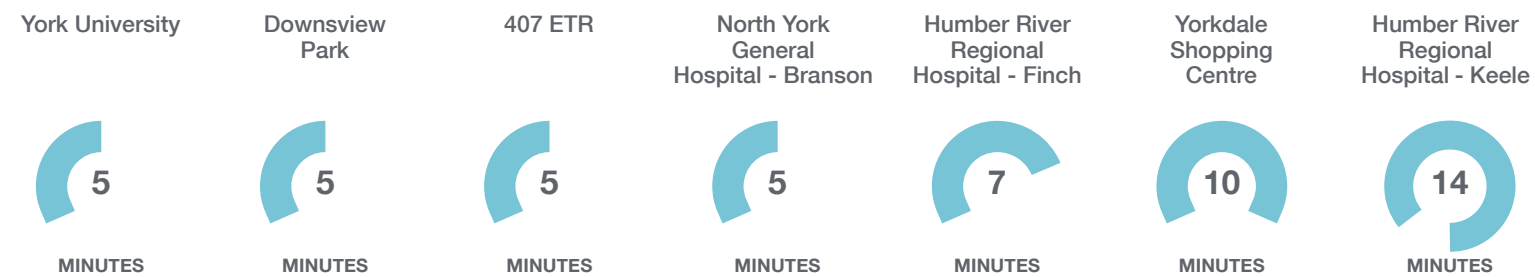 York University
5
MINUTES
Downsview
Park
5
MINUTES
407 ETR
5
MINUTES
North York
General
Hospital - Branson
5
MINUTES
Humber River
Regional
Hospital - Finch
7
MINUTES
Yorkdale
Shopping
Centre
10
MINUTES
Humber River
Regional
Hospital - Keele
14
MINUTES